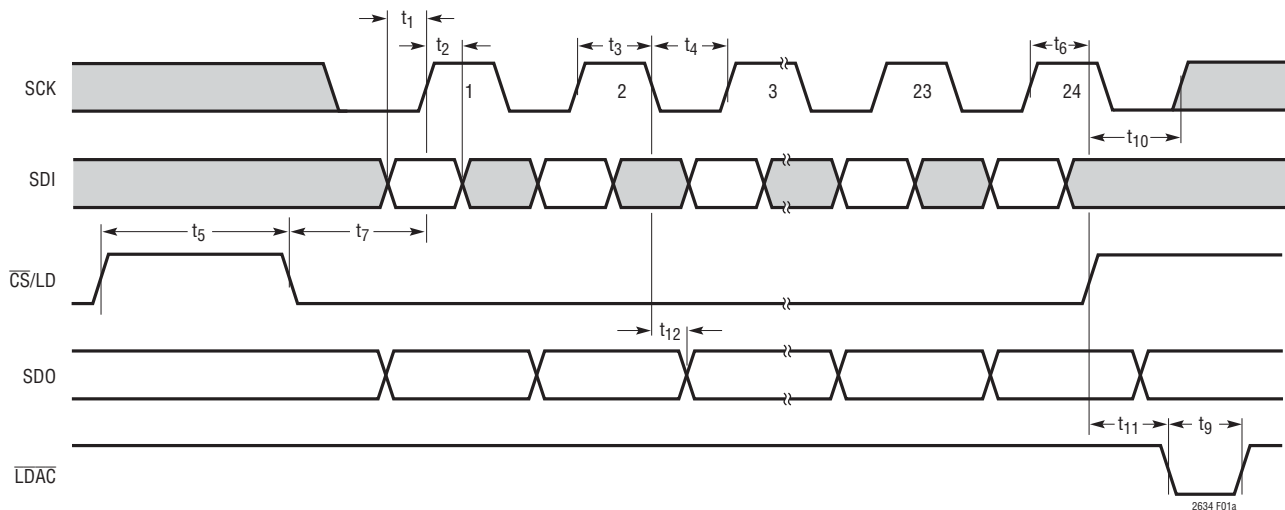 t1
t2
t3
t4
t6
SCK
1
2
3
23
24
t10
SDI
t5
t7
CS/LD
t12
SDO
t11
t9
LDAC
2634 F01a